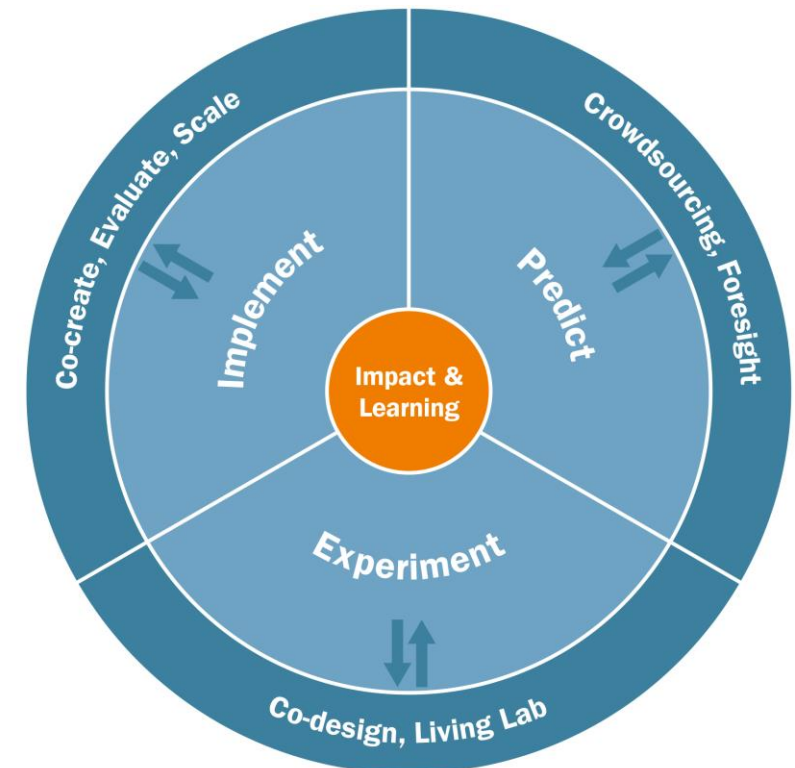 Co-create, Evaluate, Scale
Crowdsourcing, Foresight
Implement
Predict
Impact &
Learning
Experiment
Co-design, Living Lab